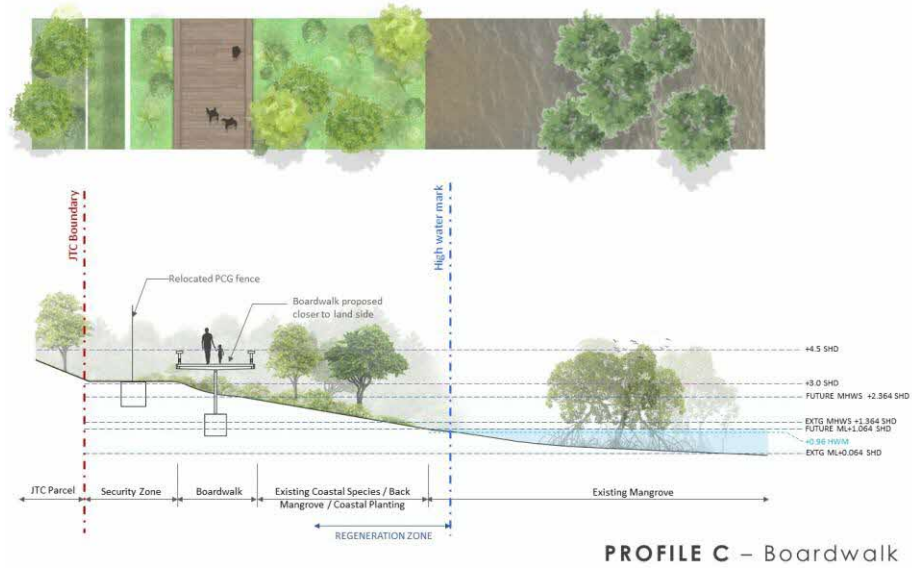 JTC Boundary
High water mark
Relocated PCG fence
Boardwalk proposed
closer to land side
+4.5 SHD
+3.0 SHD
FUTURE MHWS +2.364 SHD
EXTG MHWS +1.364 SHD
FUTURE ML+1.064 SHD
+0.96 HWM
EXTG ML+0.064 SHD
JTC Parcel
Security Zone
Boardwalk
Existing Coastal Species / Back
Mangrove / Coastal Planting
Existing Mangrove
REGENERATION ZONE
PROFILE C – Boardwalk